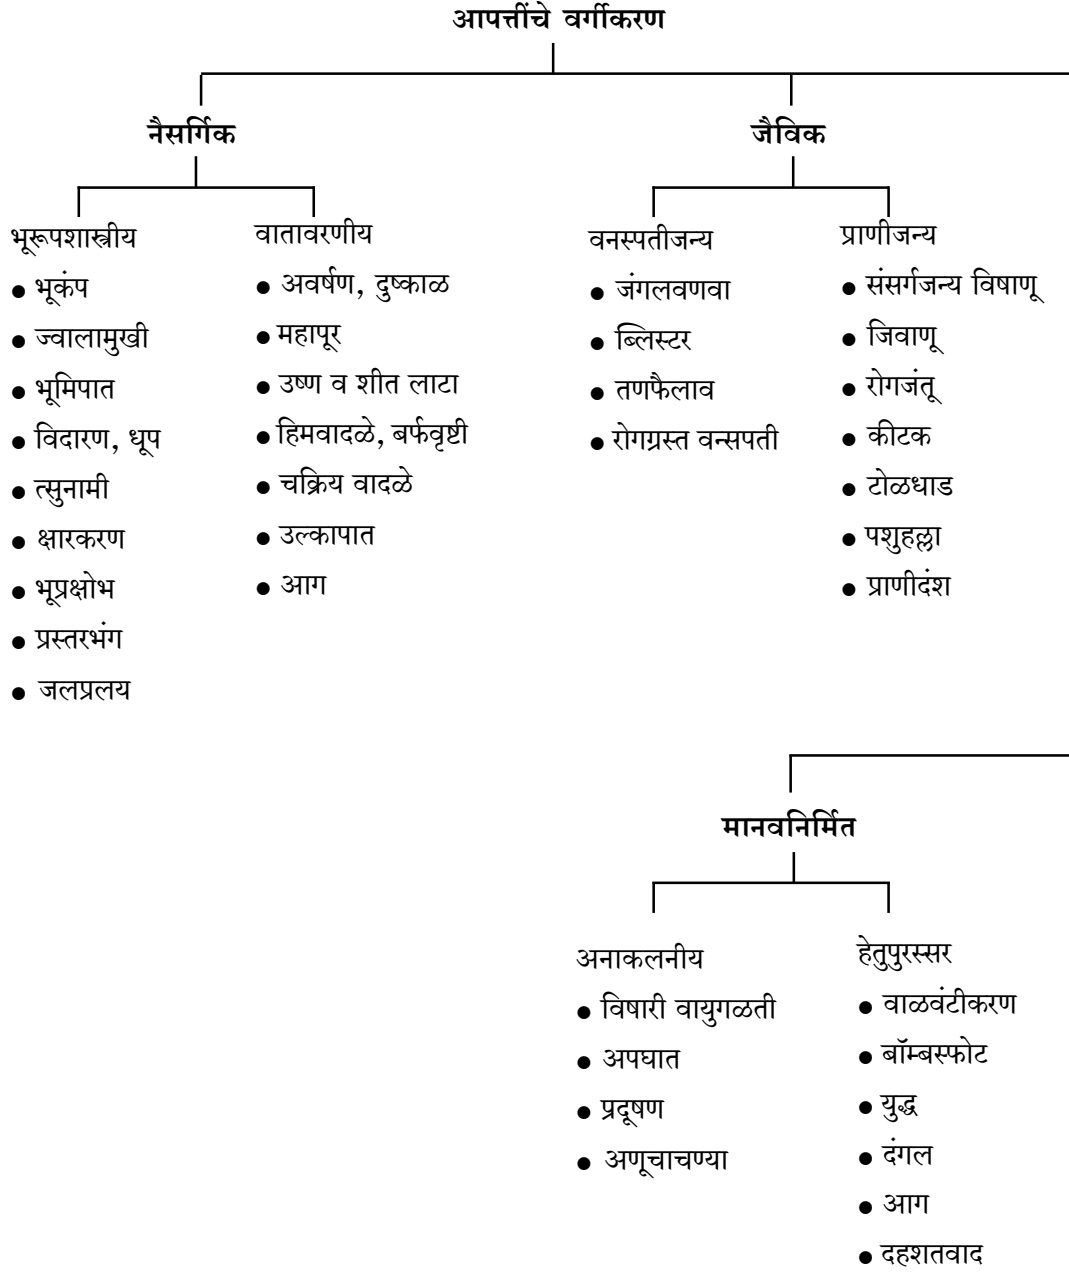 आपत्तींचे वर्गीकरण
नैसर्गिक
जैविक
भूरूपशास्त्रीय
● भूकंप
● ज्वालामुखी
● भूमिपात
● विदारण, धूप
● त्सुनामी
● क्षारकरण
● भूप्रक्षोभ
● प्रस्तरभंग
● जलप्रलय
वातावरणीय
● अवर्षण, दुष्काळ
● महापूर
● उष्ण व शीत लाटा
● हिमवादळे, बर्फवृष्टी
● चक्रिय वादळे
● उल्कापात
● आग
वनस्पतीजन्य
● जंगलवणवा
● ब्लिस्टर
● तणफैलाव
● रोगग्रस्त वन्सपती
प्राणीजन्य
● संसर्गजन्य विषाणू
● जिवाणू
● रोगजंतू
● कीटक
● टोळधाड
● पशुहल्ला
● प्राणीदंश
मानवनिर्मित
अनाकलनीय
● विषारी वायुगळती
● अपघात
● प्रदूषण
● अणूचाचण्या
हेतुपुरस्सर
● वाळवंटीकरण
● बॉम्बस्फोट
● युद्ध
● दंगल
● आग
● दहशतवाद